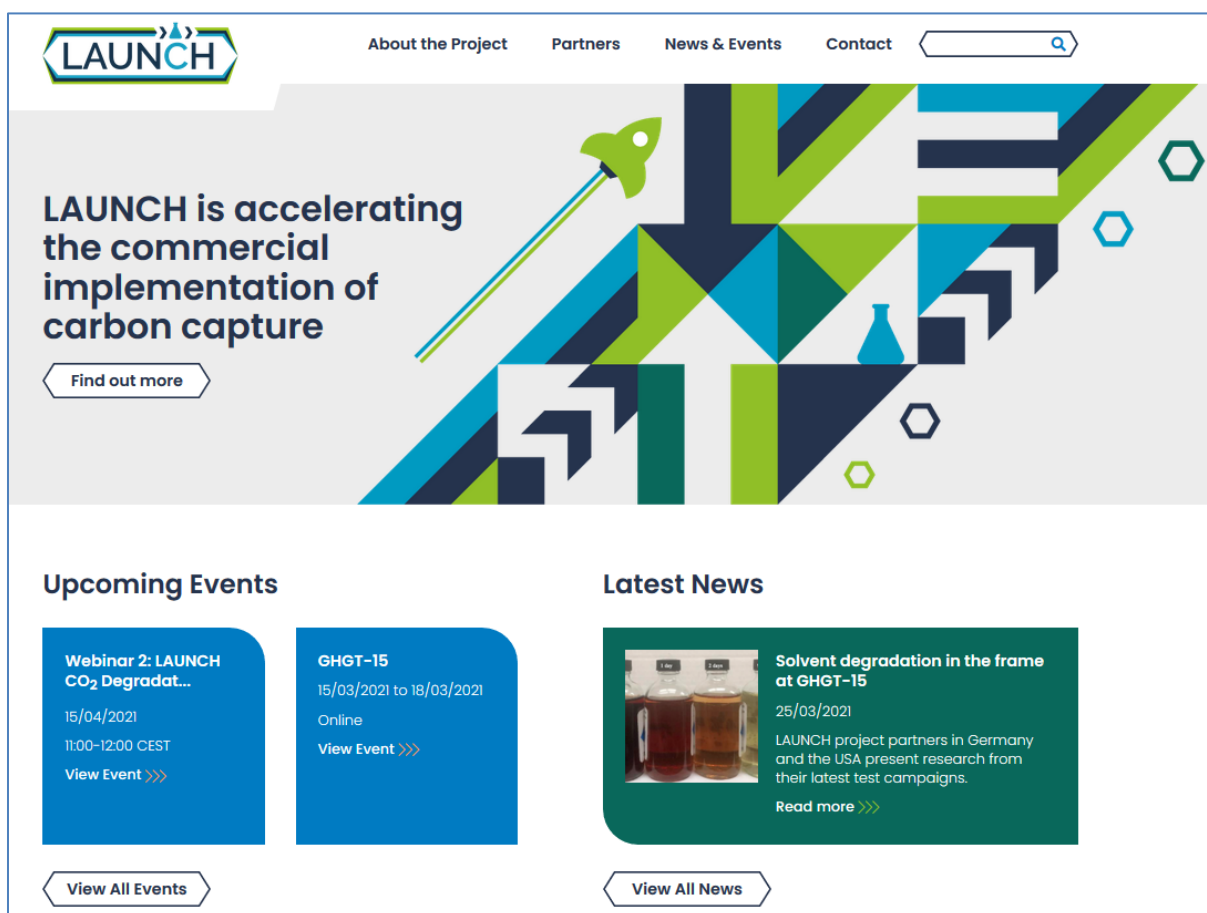 LAUNCH
About the Project
Partners
News & Events
Contact
LAUNCH is accelerating
the commercial
implementation of
carbon capture
Find out more
Upcoming Events
Webinar 2: LAUNCH
CO₂ Degradat...
15/04/2021
11:00-12:00 CEST
View Event
GHGT-15
15/03/2021 to 18/03/2021
Online
View Event
View All Events
Latest News
1 day
2 days
Solvent degradation in the frame
at GHGT-15
25/03/2021
LAUNCH project partners in Germany
and the USA present research from
their latest test campaigns.
Read more
View All News